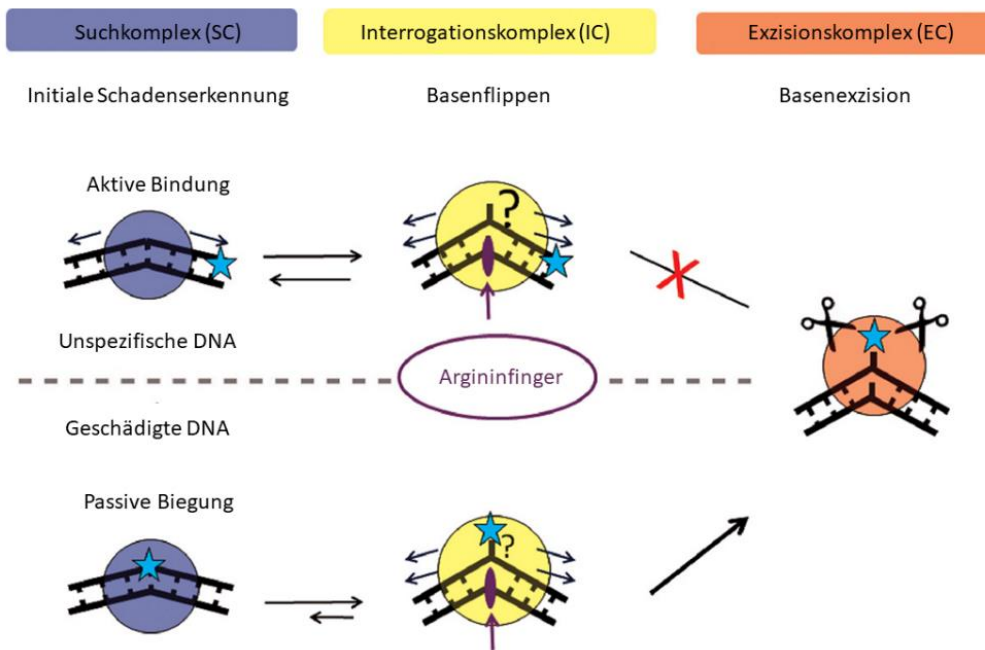 Suchkomplex (SC)
Interrogationskomplex (IC)
Exzisionskomplex (EC)
Initiale Schadenserkennung
Basenflippen
Basenexzision
Aktive Bindung
?
Unspezifische DNA
Argininfinger
Geschädigte DNA
Passive Biegung
?